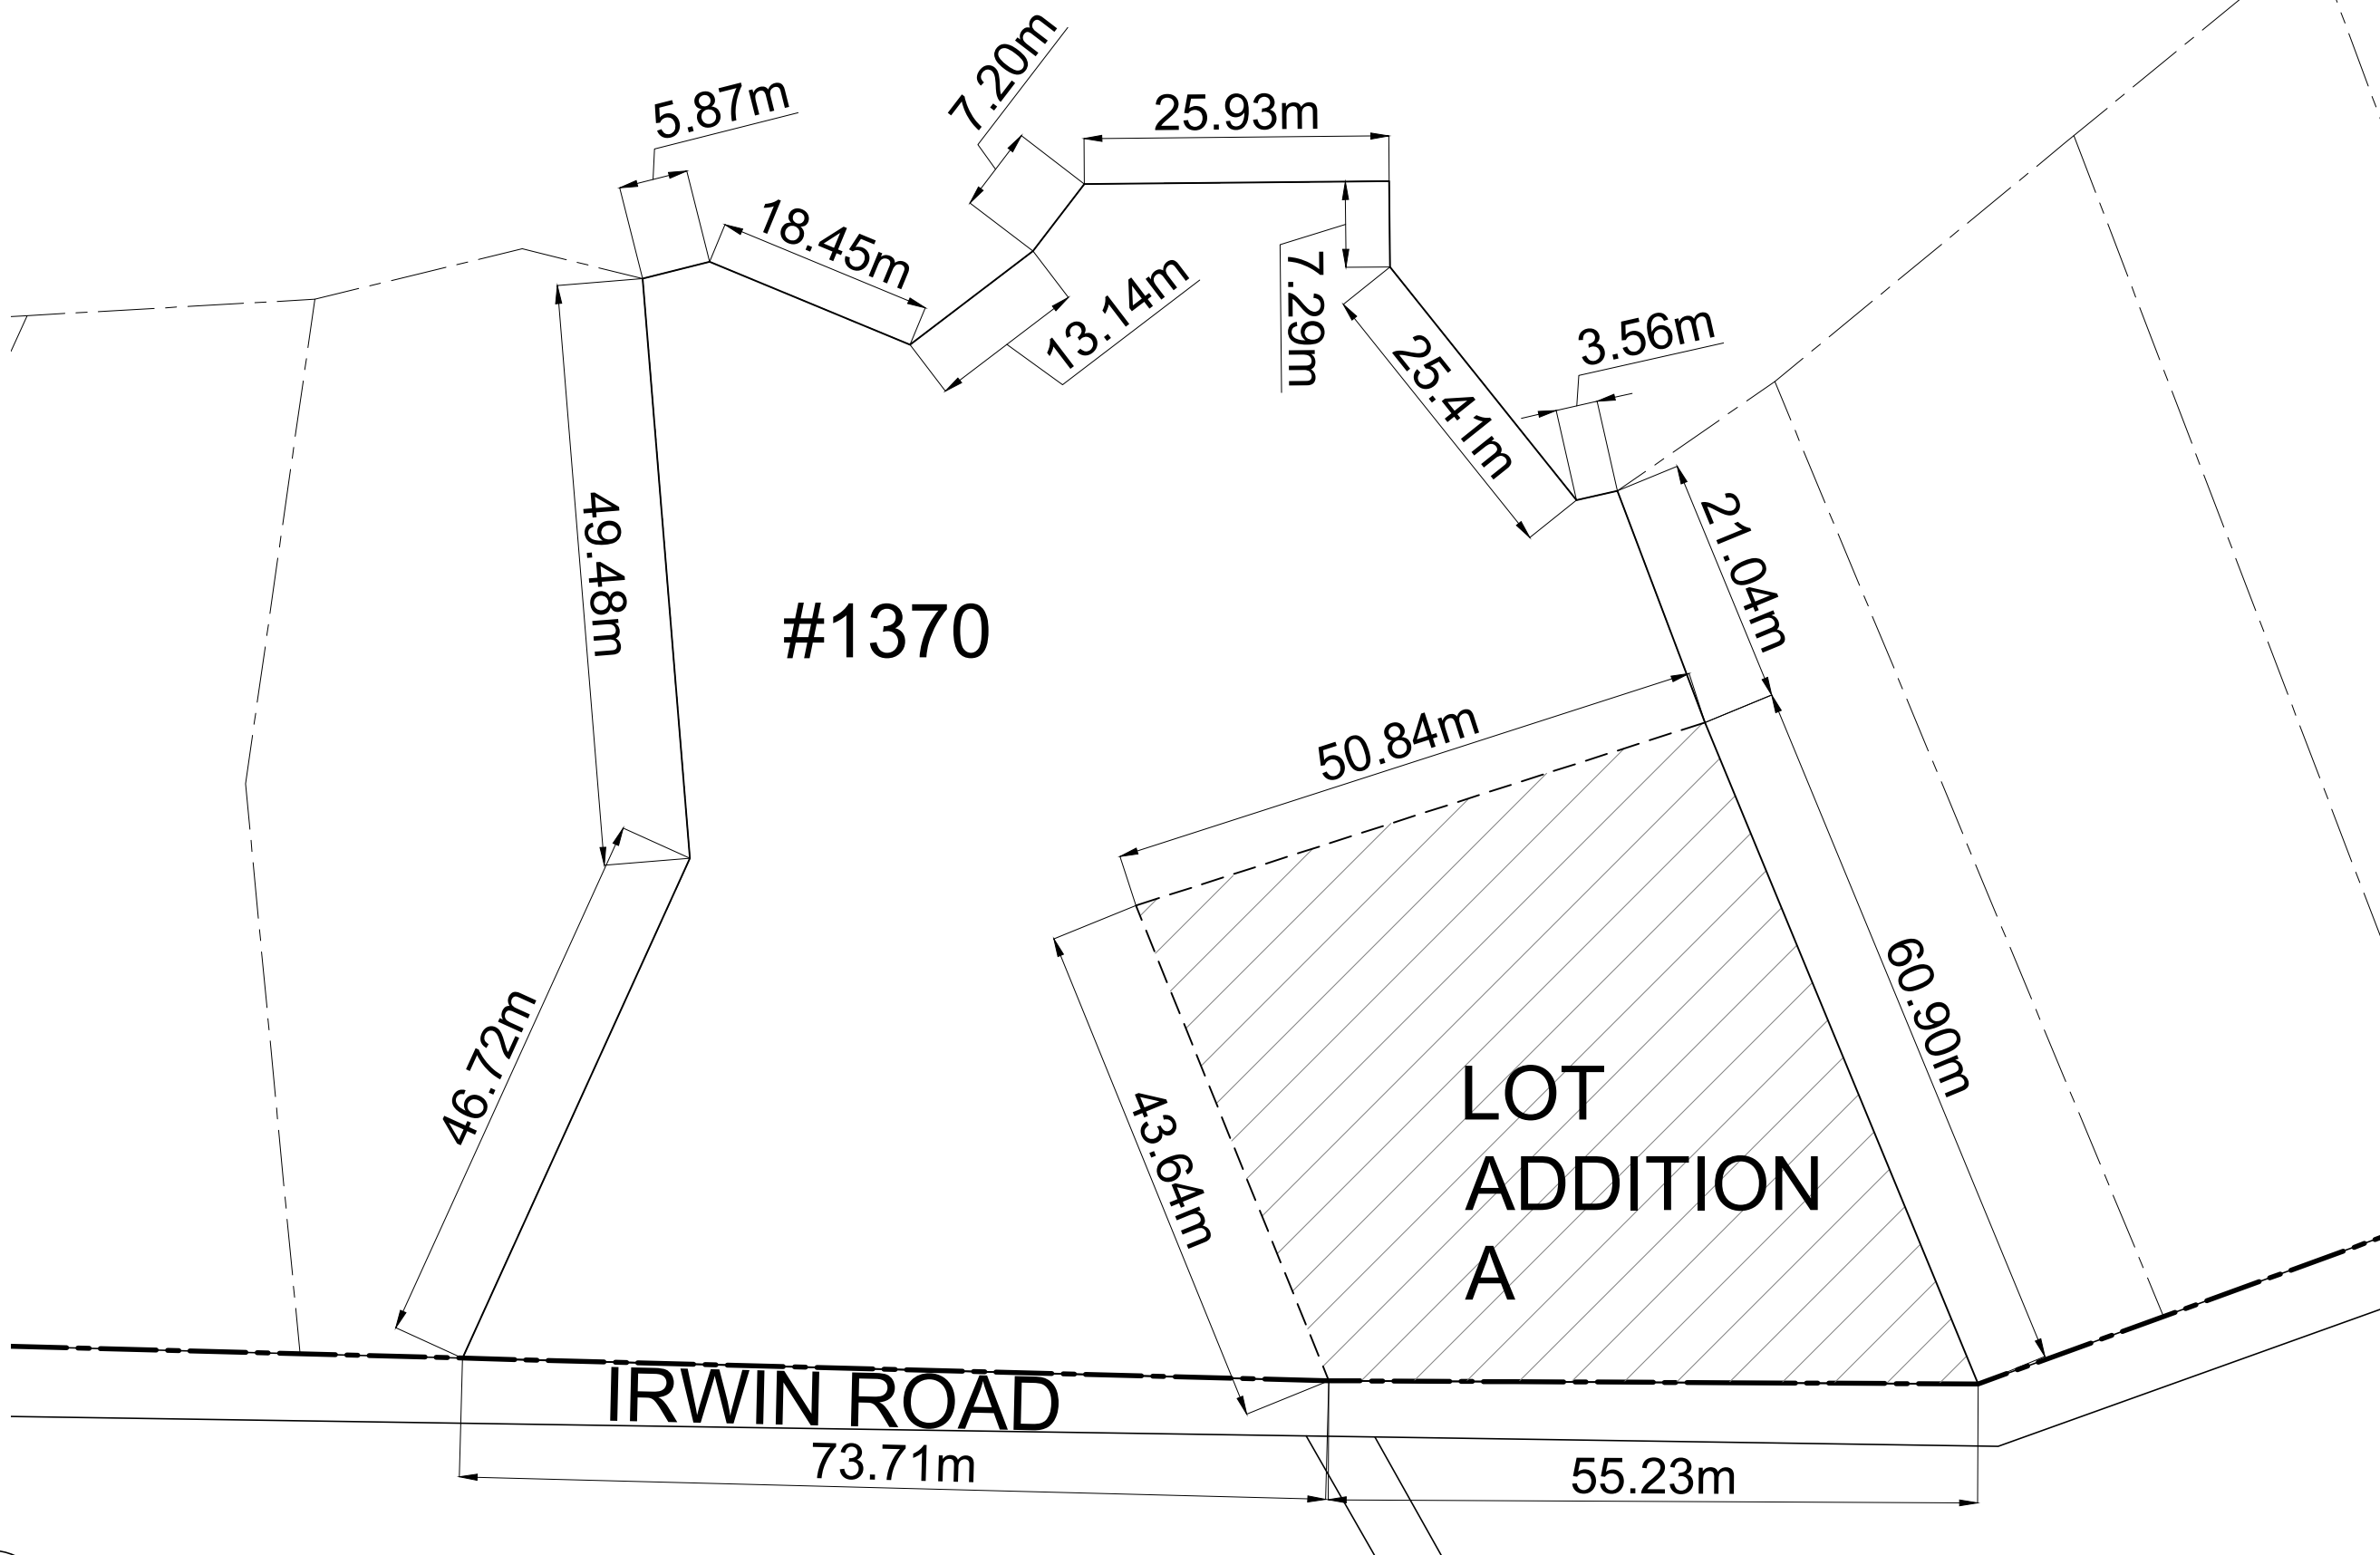 7.20m
5.87m
25.93m
18.45m
13.14m
7.29m
3.56m
25.41m
49.48m
21.04m
#1370
50.84m
60.90m
46.72m
43.64m
LOT
ADDITION
A
IRWIN ROAD
73.71m
55.23m